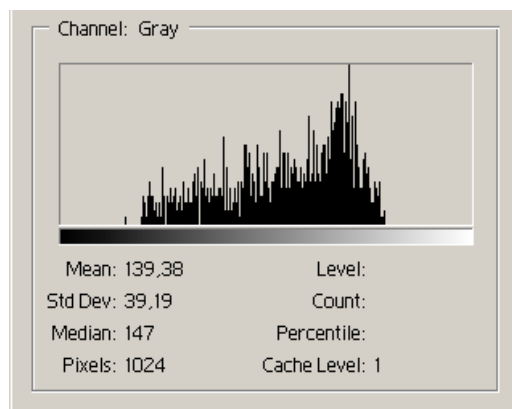 Channel: Gray
Mean: 139,38 Level:
Std Dev: 39,19 Count:
Median: 147 Percentile:
Pixels: 1024 Cache Level: 1